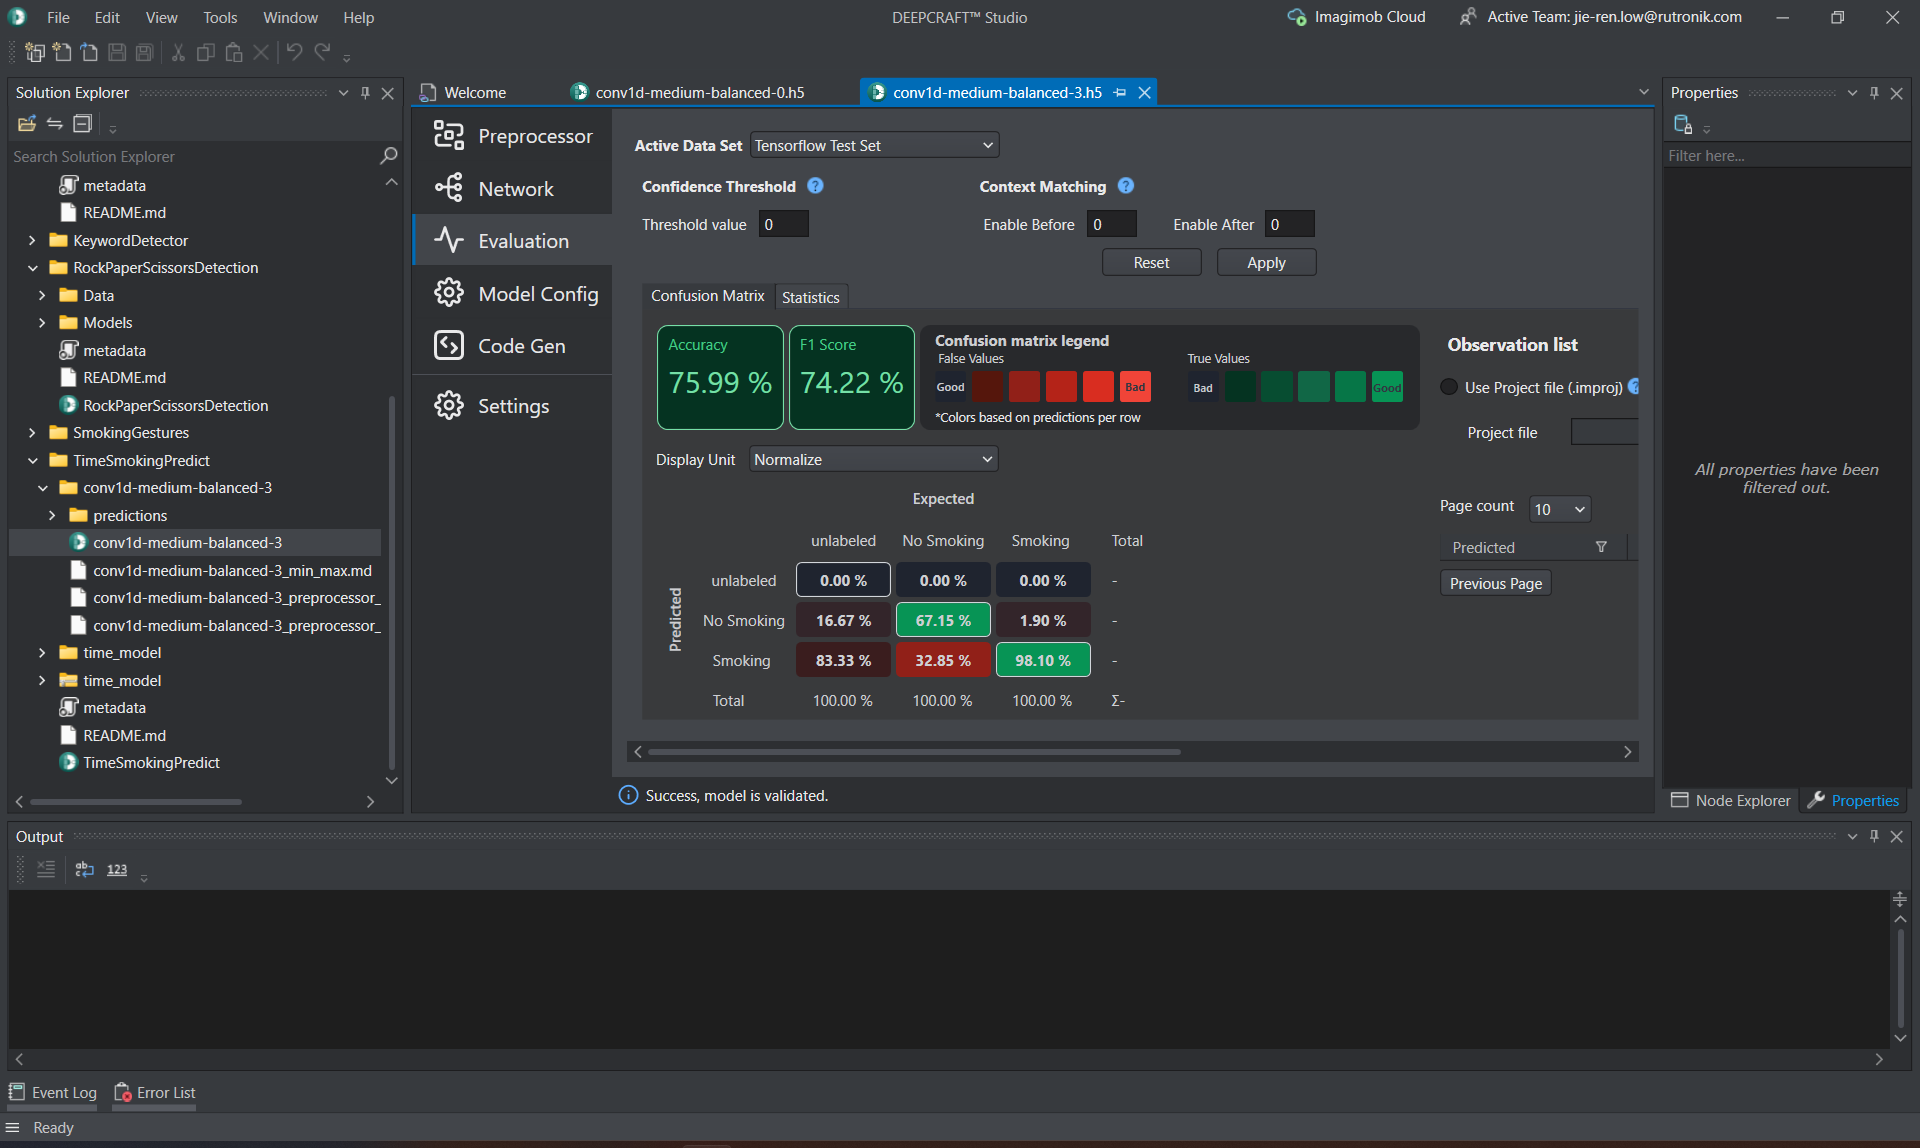 File Edit View Tools Window Help
DEEPCRAFT™ Studio
Imagimob Cloud
Active Team: jie-ren.low@rutronik.com
Solution Explorer
Search Solution Explorer
metadata
README.md
KeywordDetector
RockPaperScissorsDetection
Data
Models
metadata
README.md
RockPaperScissorsDetection
SmokingGestures
TimeSmokingPredict
conv1d-medium-balanced-3
predictions
conv1d-medium-balanced-3
conv1d-medium-balanced-3_min_max.md
conv1d-medium-balanced-3_preprocessor_
conv1d-medium-balanced-3_preprocessor_
time_model
time_model
metadata
README.md
TimeSmokingPredict
Welcome
conv1d-medium-balanced-0.h5
conv1d-medium-balanced-3.h5
Preprocessor
Network
Evaluation
Model Config
Code Gen
Settings
Active Data Set Tensorflow Test Set
Confidence Threshold ?
Context Matching ?
Threshold value 0
Enable Before 0
Enable After 0
Reset
Apply
Confusion Matrix
Statistics
Accuracy
75.99 %
F1 Score
74.22 %
Confusion matrix legend
False Values
True Values
Good Bad
Bad Good
*Colors based on predictions per row
Display Unit Normalize
Expected
unlabeled No Smoking Smoking Total
Predicted
unlabeled 0.00 % 0.00 % 0.00 % -
No Smoking 16.67 % 67.15 % 1.90 % -
Smoking 83.33 % 32.85 % 98.10 % -
Total 100.00 % 100.00 % 100.00 % Σ-
Observation list
Use Project file (.improj) ?
Project file
Page count 10
Predicted
Previous Page
Success, model is validated.
Properties
Filter here...
All properties have been
filtered out.
Node Explorer
Properties
Output
ab
c
123
Event Log
Error List
Ready